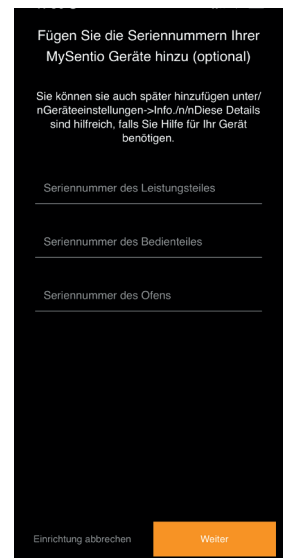 Fügen Sie die Seriennummern Ihrer
MySentio Geräte hinzu (optional)
Sie können sie auch später hinzufügen unter/
nGeräteeinstellungen->Info./n/nDiese Details
sind hilfreich, falls Sie Hilfe für Ihr Gerät
benötigen.
Seriennummer des Leistungsteiles
Seriennummer des Bedienteiles
Seriennummer des Ofens
Einrichtung abbrechen Weiter